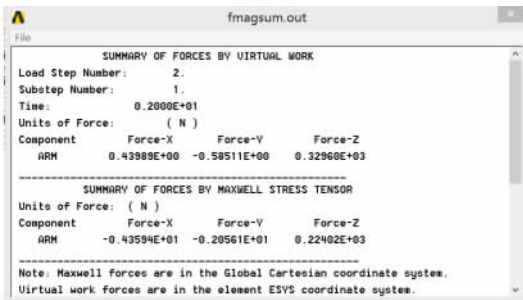 fmagsum.out
File
SUMMARY OF FORCES BY VIRTUAL WORK
Load Step Number: 2.
Substep Number: 1.
Time: 0.2000E+01
Units of Force: ( N )
Component Force-X Force-Y Force-Z
ARM 0.43989E+00 -0.58511E+00 0.32960E+03
SUMMARY OF FORCES BY MAXWELL STRESS TENSOR
Units of Force: ( N )
Component Force-X Force-Y Force-Z
ARM -0.43594E+01 -0.20561E+01 0.22402E+03
Note: Maxwell forces are in the Global Cartesian coordinate system.
Virtual work forces are in the element ESYS coordinate system.